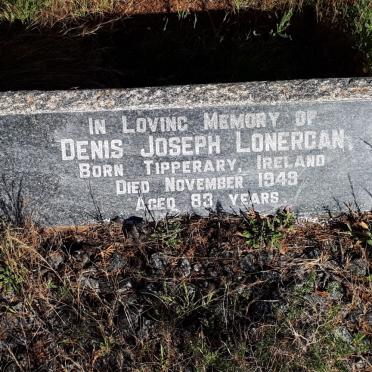 In Loving Memory of
Denis Joseph Lonergan
Born Tipperary, Ireland
Died November 1949
Aged 83 years